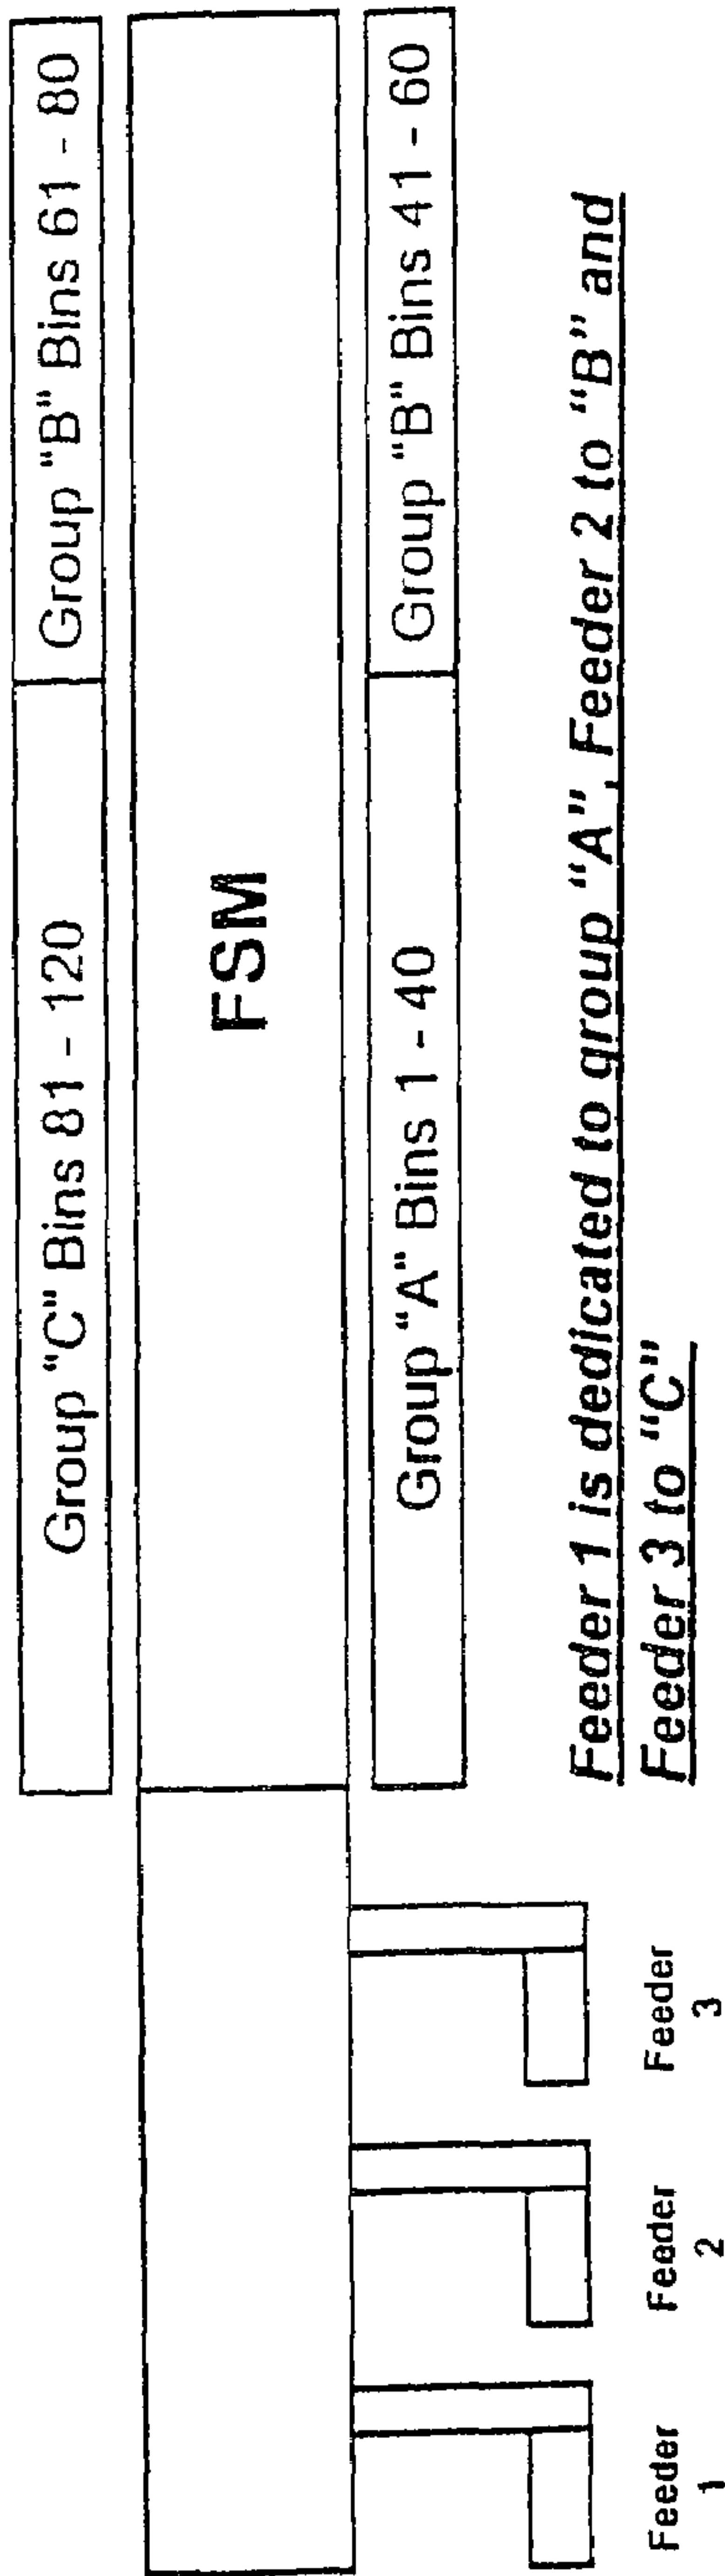 Group "C" Bins 81 - 120
Group "B" Bins 61 - 80
FSM
Group "A" Bins 1 - 40
Group "B" Bins 41 - 60
Feeder
1
Feeder
2
Feeder
3
Feeder 1 is dedicated to group "A", Feeder 2 to "B" and
Feeder 3 to "C"